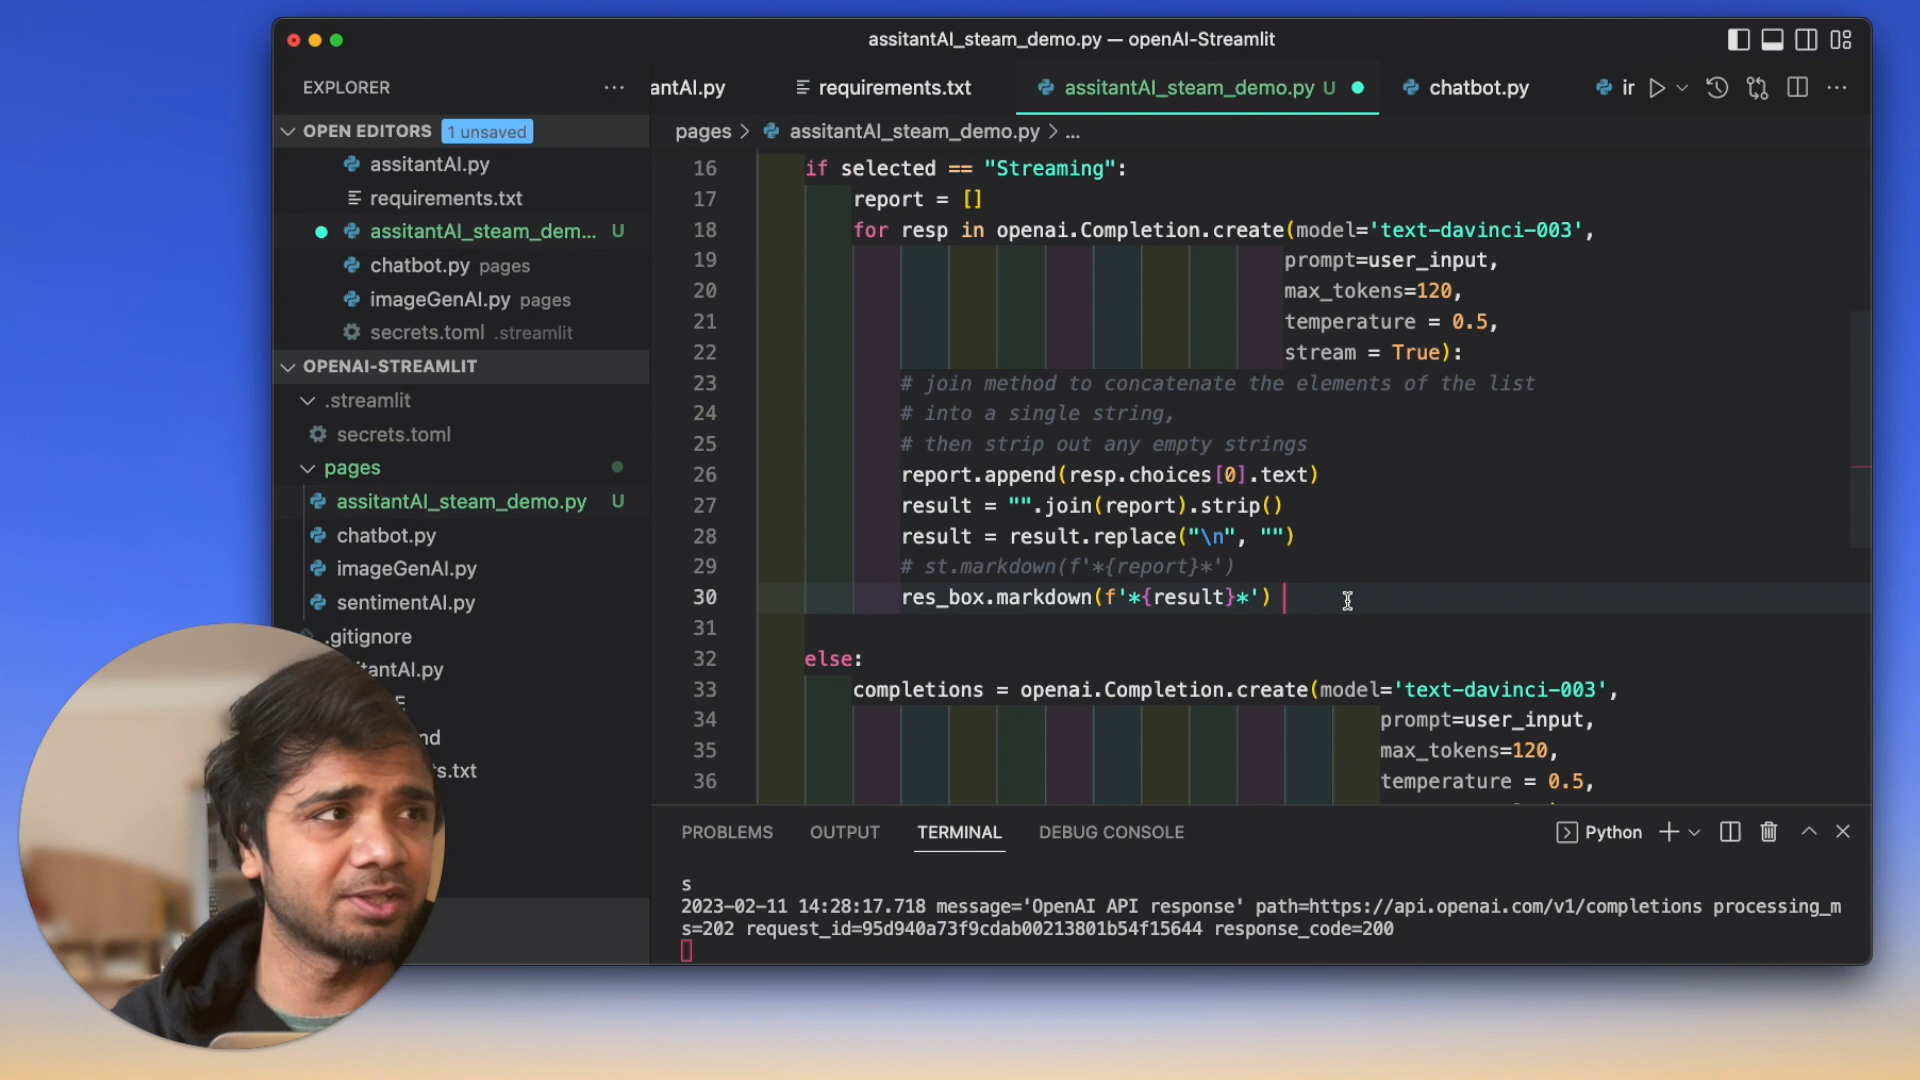 assitantAI_steam_demo.py — openAI-Streamlit
EXPLORER
antAI.py
requirements.txt
assitantAI_steam_demo.py U
chatbot.py
ir
OPEN EDITORS 1 unsaved
assitantAI.py
requirements.txt
assitantAI_steam_dem... U
chatbot.py pages
imageGenAI.py pages
secrets.toml .streamlit
OPENAI-STREAMLIT
.streamlit
secrets.toml
pages
assitantAI_steam_demo.py U
chatbot.py
imageGenAI.py
sentimentAI.py
.gitignore
tantAI.py
E
nd
s.txt
pages > assitantAI_steam_demo.py > ...
16 if selected == "Streaming":
17 report = []
18 for resp in openai.Completion.create(model='text-davinci-003',
19 prompt=user_input,
20 max_tokens=120,
21 temperature = 0.5,
22 stream = True):
23 # join method to concatenate the elements of the list
24 # into a single string,
25 # then strip out any empty strings
26 report.append(resp.choices[0].text)
27 result = "".join(report).strip()
28 result = result.replace("\n", "")
29 # st.markdown(f'*{report}*')
30 res_box.markdown(f'*{result}*')
31
32 else:
33 completions = openai.Completion.create(model='text-davinci-003',
34 prompt=user_input,
35 max_tokens=120,
36 temperature = 0.5,
PROBLEMS OUTPUT TERMINAL DEBUG CONSOLE
Python
s
2023-02-11 14:28:17.718 message='OpenAI API response' path=https://api.openai.com/v1/completions processing_m
s=202 request_id=95d940a73f9cdab00213801b54f15644 response_code=200